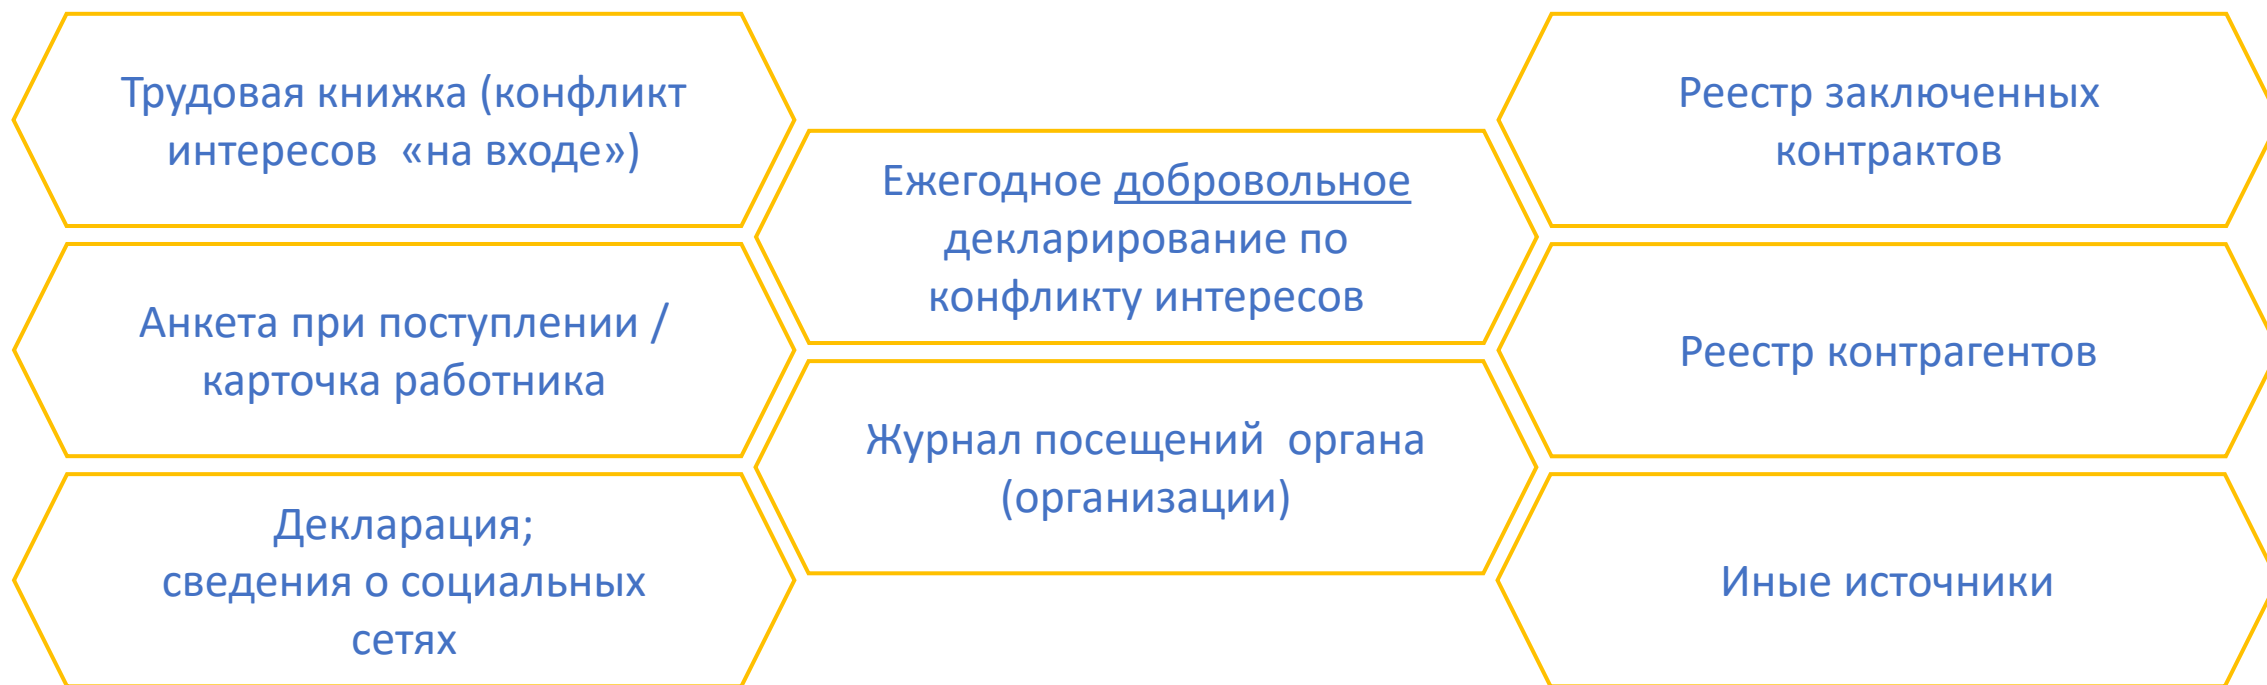 Трудовая книжка (конфликт
интересов  «на входе»)
Анкета при поступлении /
карточка работника
Декларация;
сведения о социальных
сетях
Ежегодное добровольное
декларирование по
конфликту интересов
Журнал посещений  органа
(организации)
Реестр заключенных
контрактов
Реестр контрагентов
Иные источники